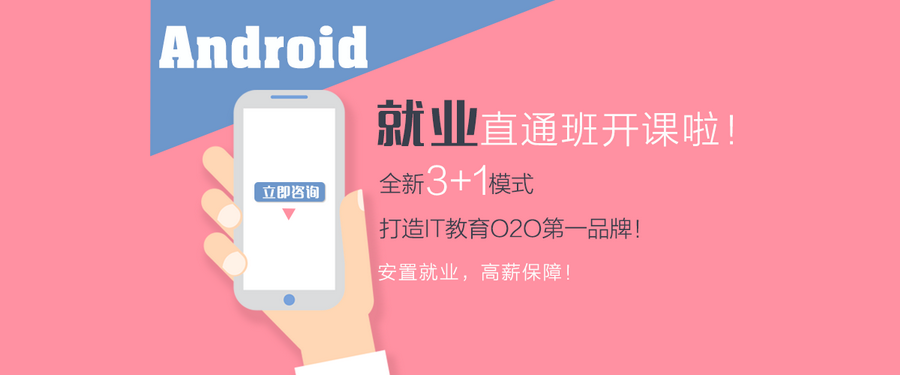 Android
就业直通班开课啦！
全新3+1模式
打造IT教育O2O第一品牌！
安置就业，高薪保障！
立即咨询